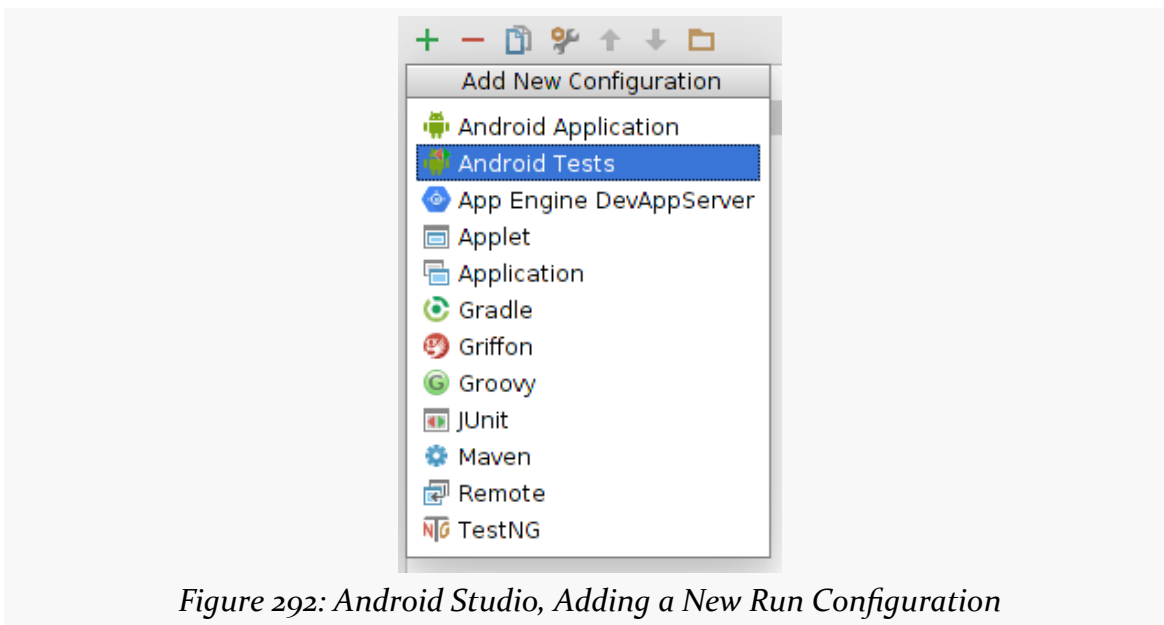 Add New Configuration
Android Application
Android Tests
App Engine DevAppServer
Applet
Application
Gradle
Griffon
G Groovy
JUnit
Maven
Remote
NTG TestNG
Figure 292: Android Studio, Adding a New Run Configuration